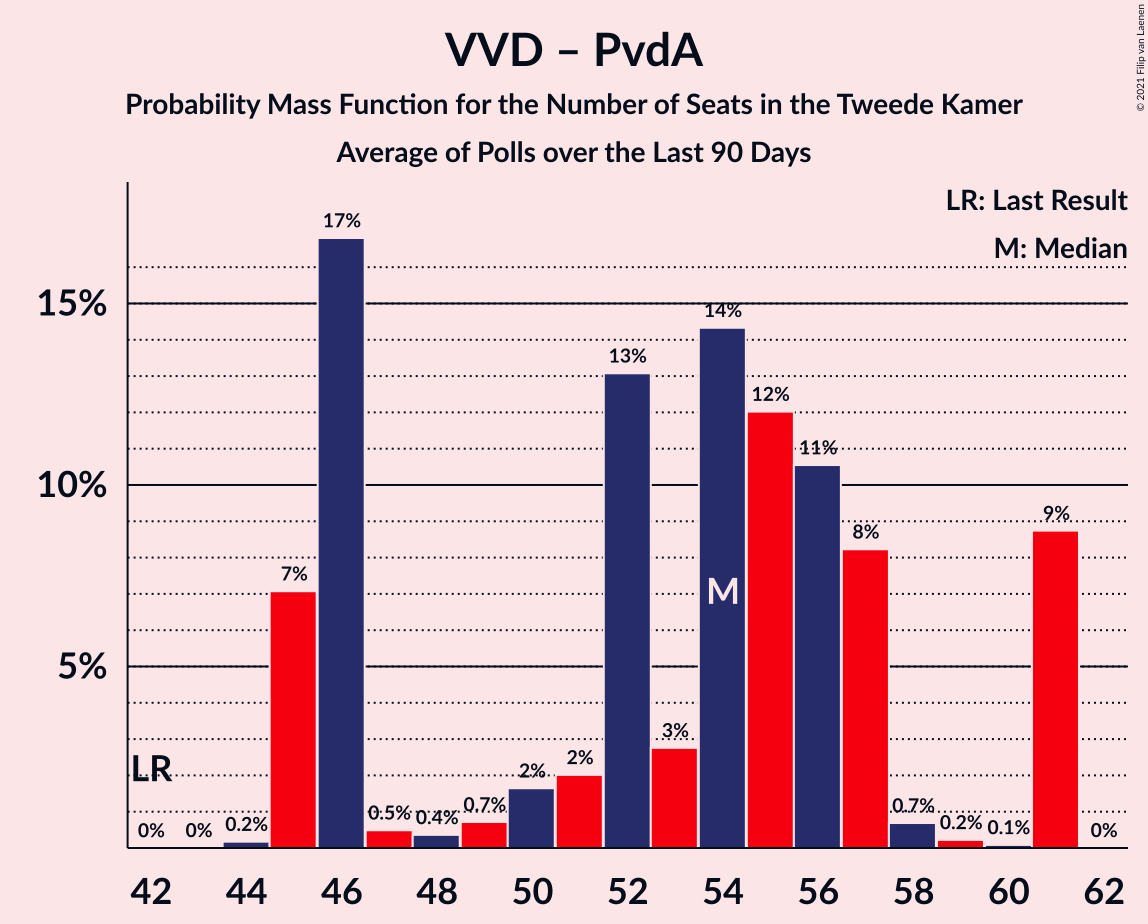 VVD – PvdA
Probability Mass Function for the Number of Seats in the Tweede Kamer
Average of Polls over the Last 90 Days
© 2021 Filip van Laenen
LR: Last Result
M: Median
15%
10%
5%
0% 0% 0.2% 7% 17% 0.5% 0.4% 0.7% 2% 2% 13% 3% 14% 12% 11% 8% 0.7% 0.2% 0.1% 9% 0%
LR
M
42 44 46 48 50 52 54 56 58 60 62